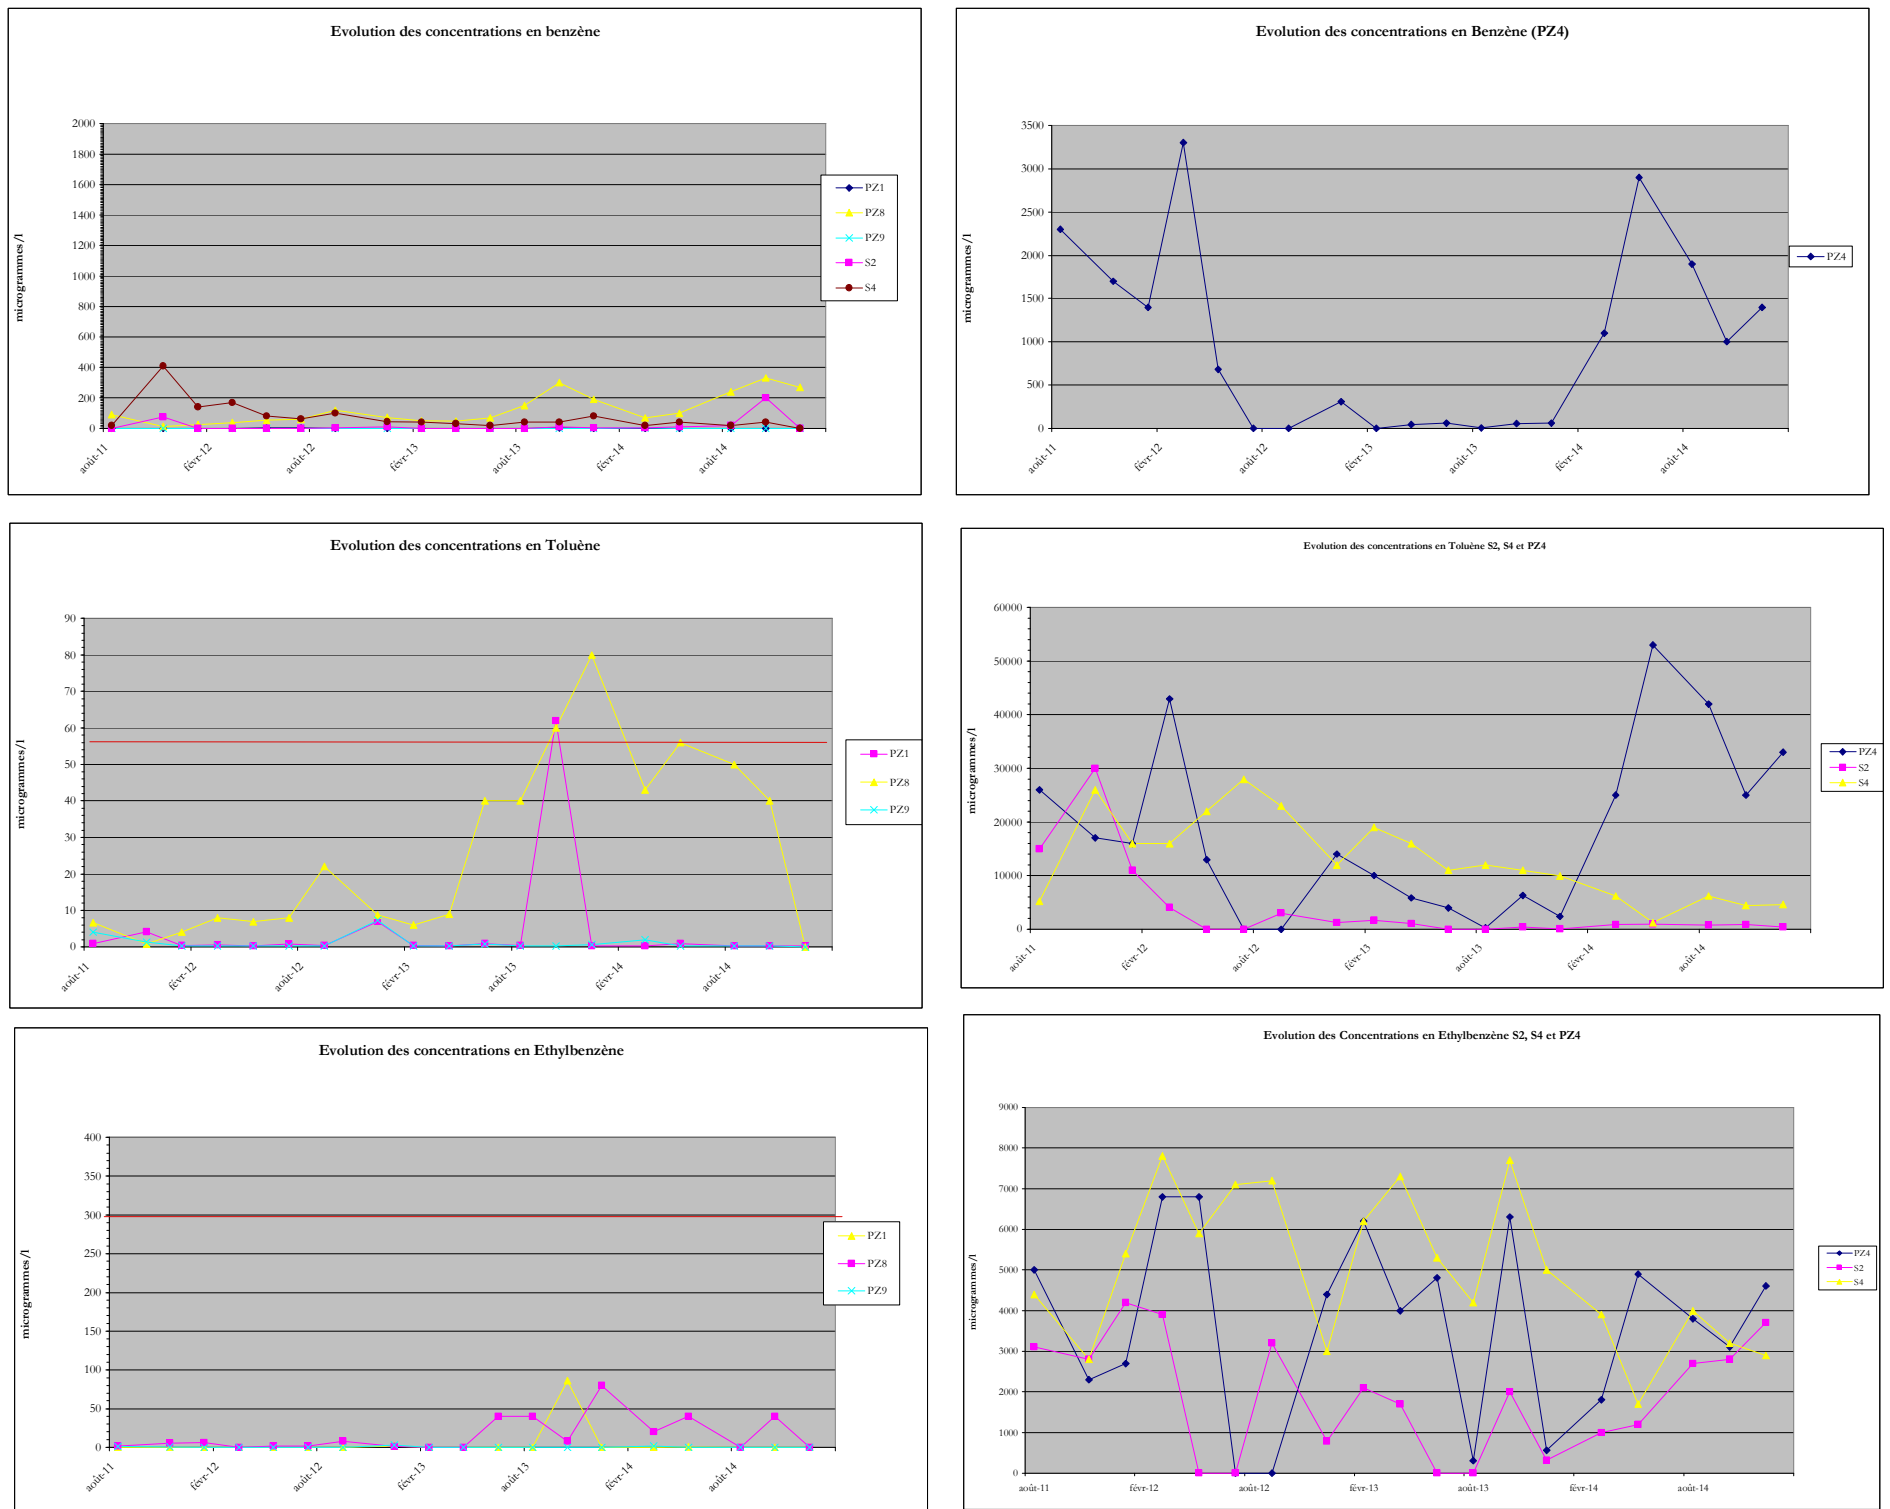 Evolution des concentrations en benzène
microgrammes/l
2000
1800
1600
1400
1200
1000
800
600
400
200
0
août-11
févr-12
août-12
févr-13
août-13
févr-14
août-14
PZ1
PZ8
PZ9
S2
S4
Evolution des concentrations en Benzène (PZ4)
microgrammes/l
3500
3000
2500
2000
1500
1000
500
0
août-11
févr-12
août-12
févr-13
août-13
févr-14
août-14
PZ4
Evolution des concentrations en Toluène
microgrammes/l
90
80
70
60
50
40
30
20
10
0
août-11
févr-12
août-12
févr-13
août-13
févr-14
août-14
PZ1
PZ8
PZ9
Evolution des concentrations en Toluène S2, S4 et PZ4
microgrammes/l
60000
50000
40000
30000
20000
10000
0
août-11
févr-12
août-12
févr-13
août-13
févr-14
août-14
PZ4
S2
S4
Evolution des concentrations en Ethylbenzène
microgrammes/l
400
350
300
250
200
150
100
50
0
août-11
févr-12
août-12
févr-13
août-13
févr-14
août-14
PZ1
PZ8
PZ9
Evolution des Concentrations en Ethylbenzène S2, S4 et PZ4
microgrammes/l
9000
8000
7000
6000
5000
4000
3000
2000
1000
0
août-11
févr-12
août-12
févr-13
août-13
févr-14
août-14
PZ4
S2
S4